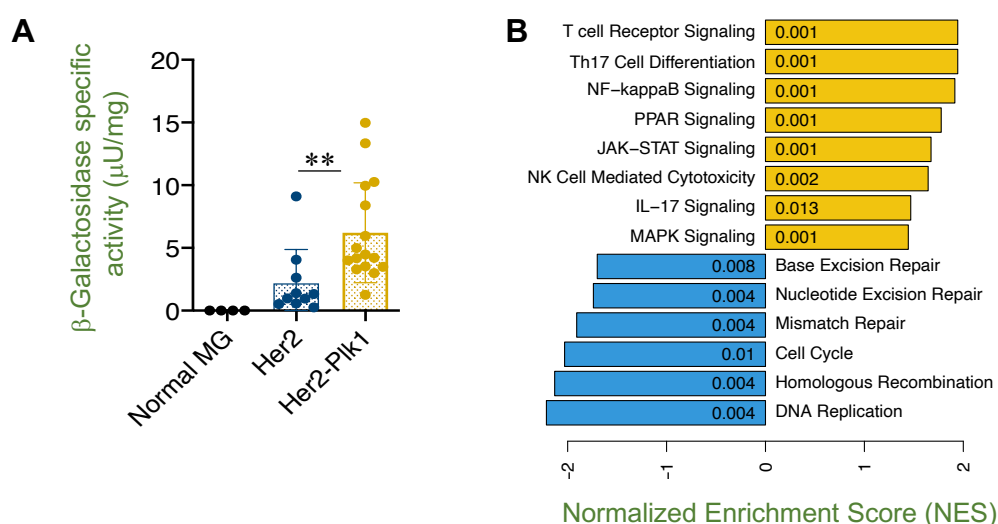 A
β-Galactosidase specific
activity (μU/mg)
20
15
10
5
0
**
Normal MG
Her2
Her2-Plk1
B
T cell Receptor Signaling 0.001
Th17 Cell Differentiation 0.001
NF−kappaB Signaling 0.001
PPAR Signaling 0.001
JAK−STAT Signaling 0.001
NK Cell Mediated Cytotoxicity 0.002
IL−17 Signaling 0.013
MAPK Signaling 0.001
0.008 Base Excision Repair
0.004 Nucleotide Excision Repair
0.004 Mismatch Repair
0.01 Cell Cycle
0.004 Homologous Recombination
0.004 DNA Replication
-2 -1 0 1 2
Normalized Enrichment Score (NES)